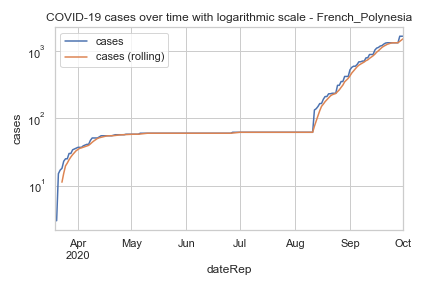 COVID-19 cases over time with logarithmic scale - French_Polynesia
cases
cases (rolling)
10³
10²
10¹
cases
Apr
2020
May
Jun
Jul
Aug
Sep
Oct
dateRep